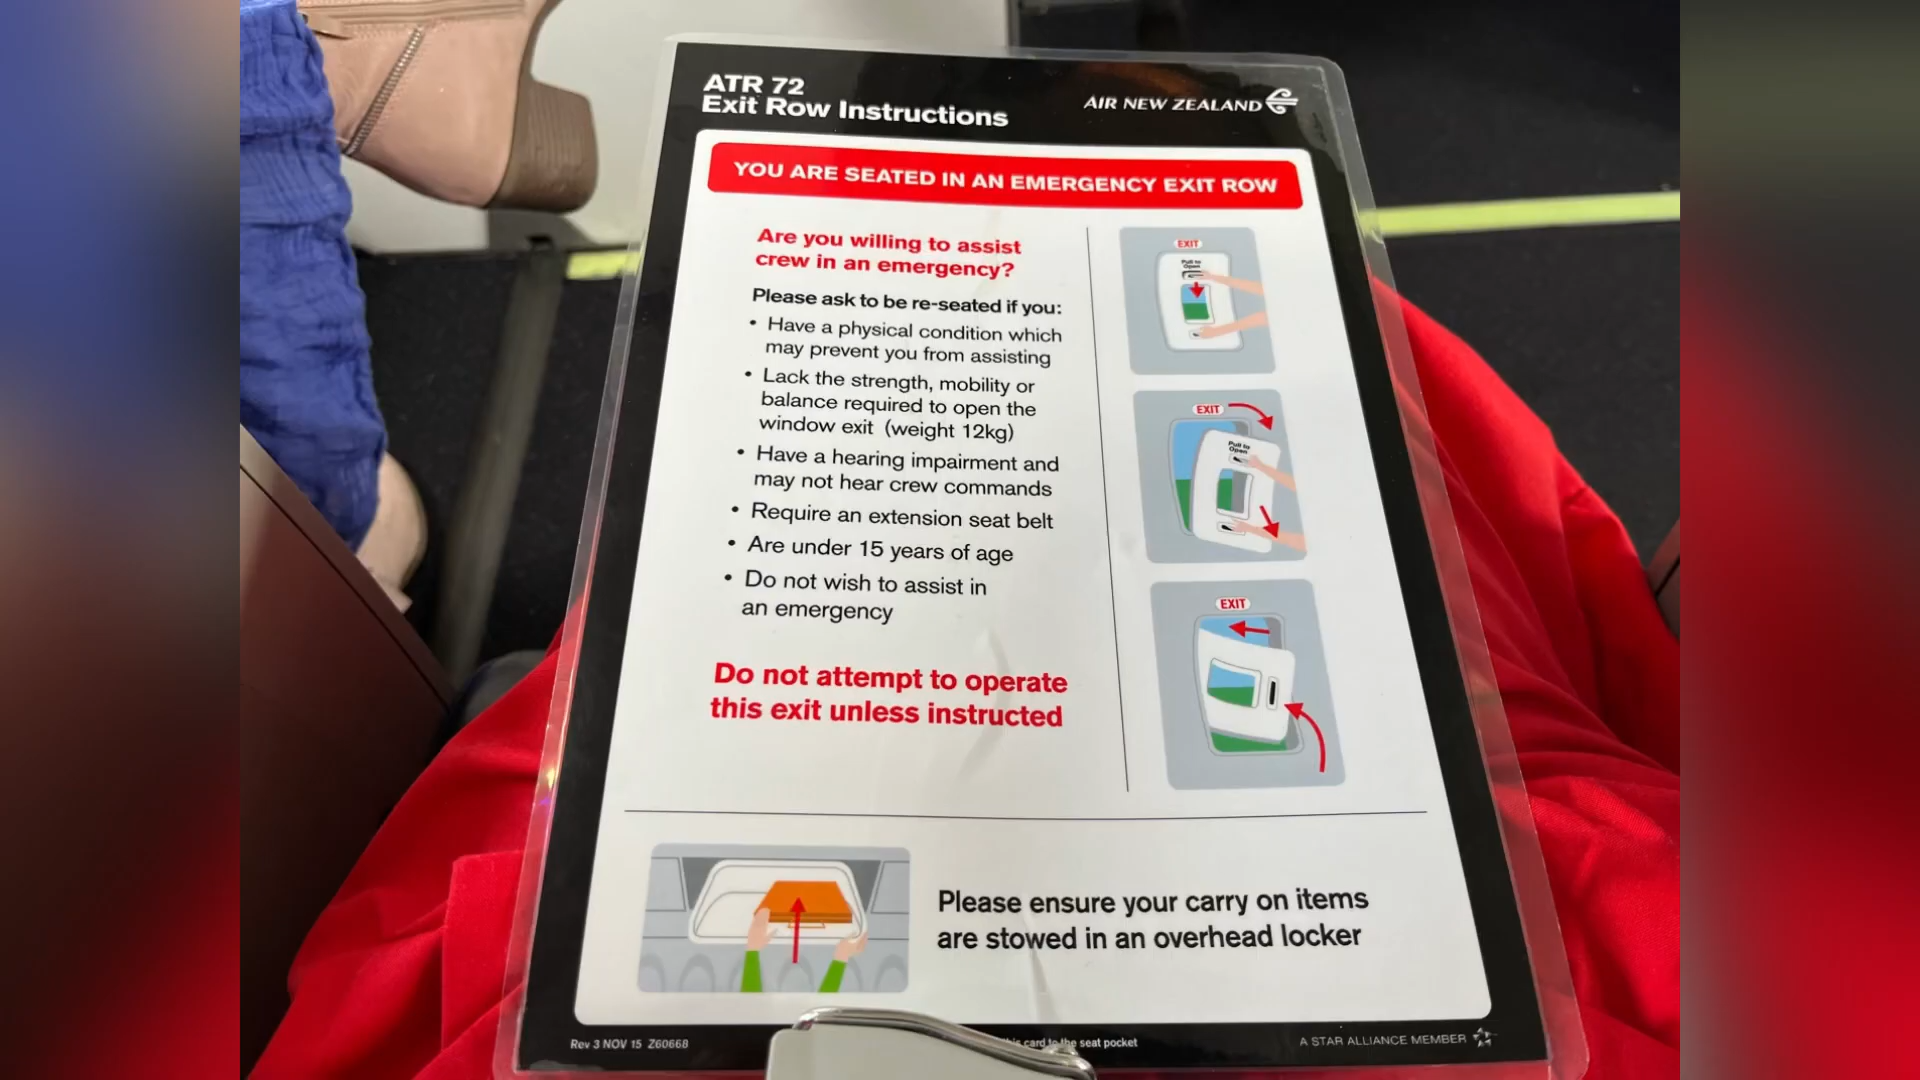 ATR 72
Exit Row Instructions
AIR NEW ZEALAND
YOU ARE SEATED IN AN EMERGENCY EXIT ROW
Are you willing to assist
crew in an emergency?
Please ask to be re-seated if you:
• Have a physical condition which
may prevent you from assisting
• Lack the strength, mobility or
balance required to open the
window exit (weight 12kg)
• Have a hearing impairment and
may not hear crew commands
• Require an extension seat belt
• Are under 15 years of age
• Do not wish to assist in
an emergency
Do not attempt to operate
this exit unless instructed
EXIT
Pull to
Open
EXIT
Pull to
Open
EXIT
Please ensure your carry on items
are stowed in an overhead locker
Rev 3 NOV 15 Z60668
card to the seat pocket
A STAR ALLIANCE MEMBER